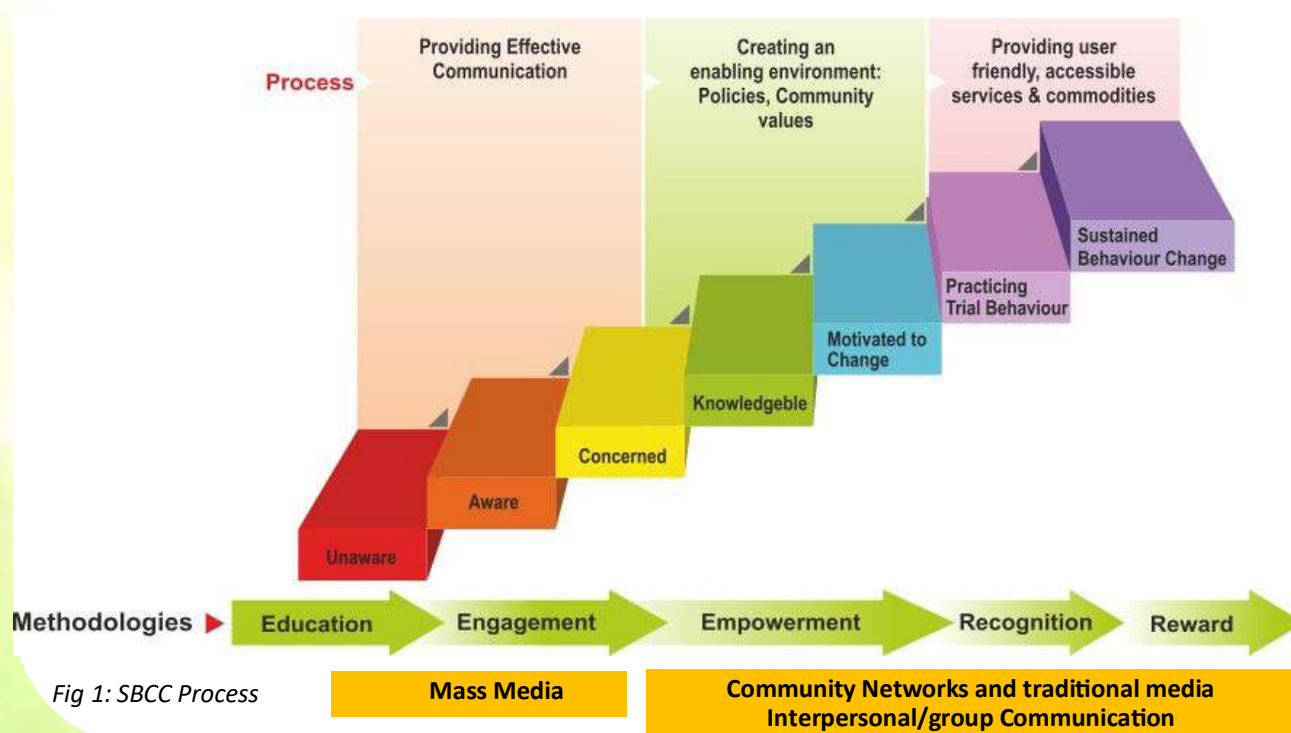 Process
Providing Effective
Communication
Creating an
enabling environment:
Policies, Community
values
Providing user
friendly, accessible
services & commodities
Sustained
Behaviour Change
Practicing
Trial Behaviour
Motivated to
Change
Knowledgeble
Concerned
Aware
Unaware
Methodologies
Education
Engagement
Empowerment
Recognition
Reward
Fig 1: SBCC Process
Mass Media
Community Networks and traditional media
Interpersonal/group Communication